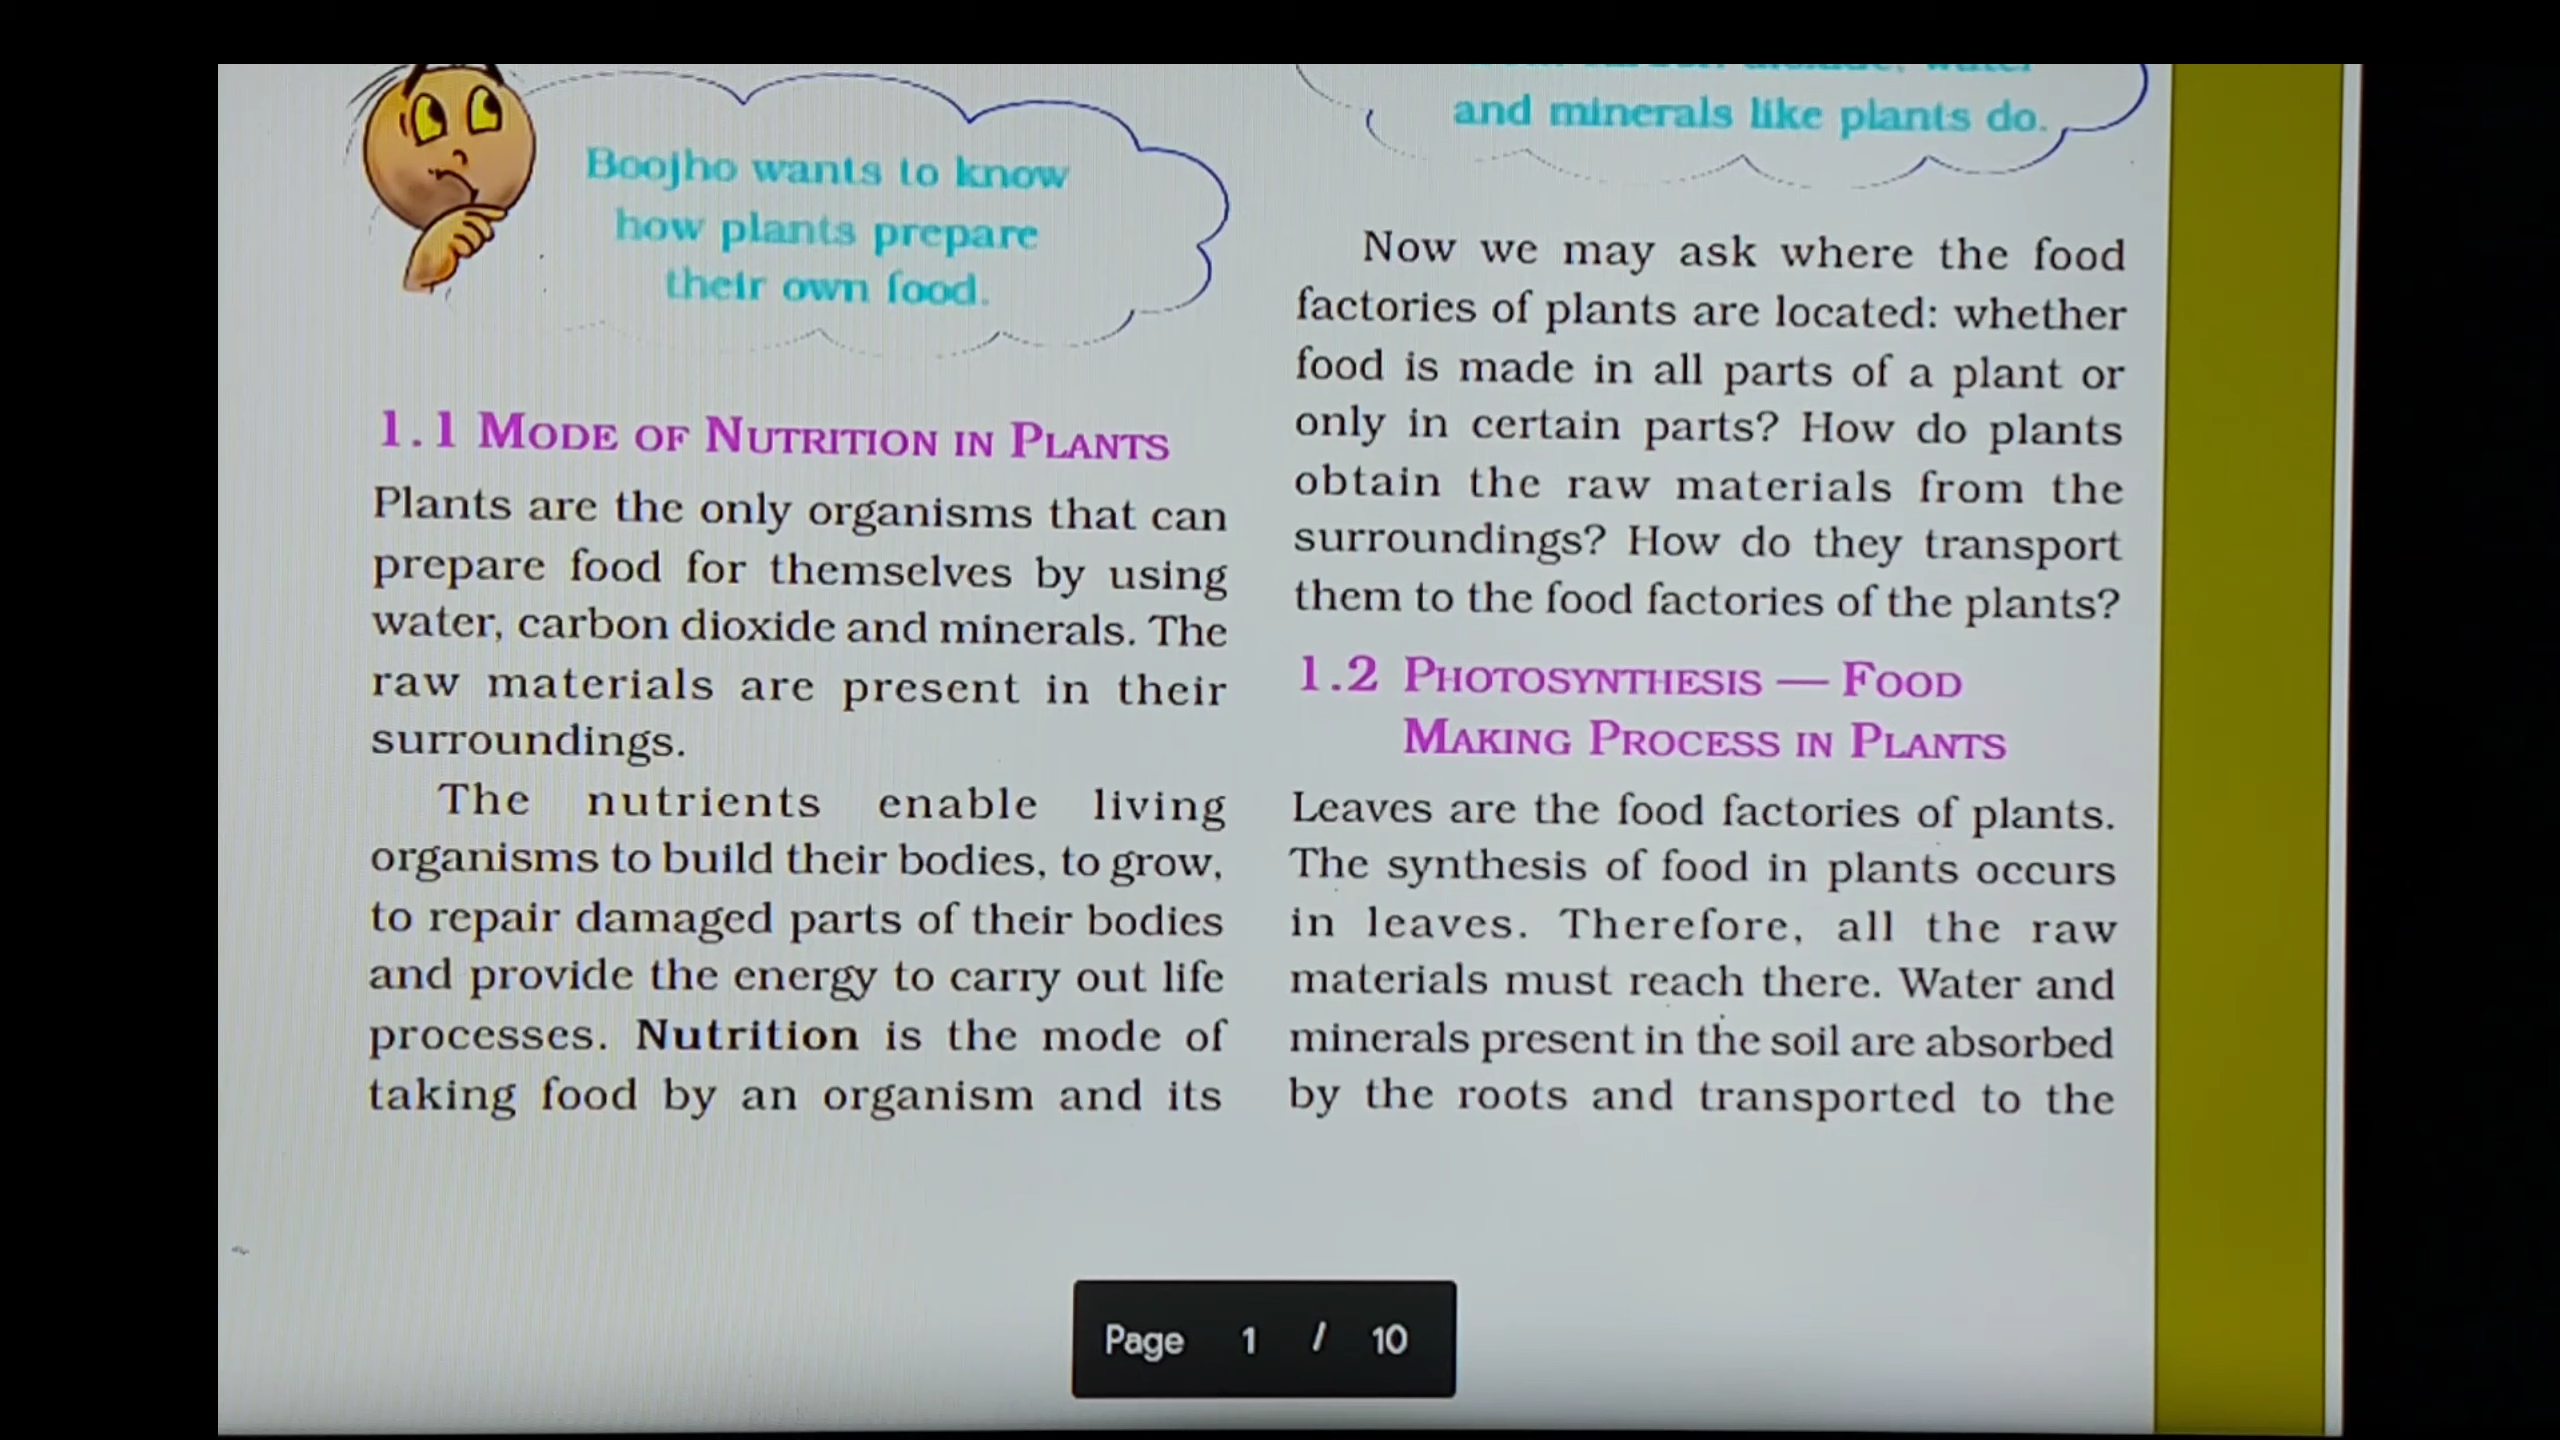 Boojho wants to know
how plants prepare
their own food.
1.1 MODE OF NUTRITION IN PLANTS
Plants are the only organisms that can
prepare food for themselves by using
water, carbon dioxide and minerals. The
raw materials are present in their
surroundings.
The nutrients enable living
organisms to build their bodies, to grow,
to repair damaged parts of their bodies
and provide the energy to carry out life
processes. Nutrition is the mode of
taking food by an organism and its
and minerals like plants do.
Now we may ask where the food
factories of plants are located: whether
food is made in all parts of a plant or
only in certain parts? How do plants
obtain the raw materials from the
surroundings? How do they transport
them to the food factories of the plants?
1.2 PHOTOSYNTHESIS — FOOD
MAKING PROCESS IN PLANTS
Leaves are the food factories of plants.
The synthesis of food in plants occurs
in leaves. Therefore, all the raw
materials must reach there. Water and
minerals present in the soil are absorbed
by the roots and transported to the
Page 1 / 10